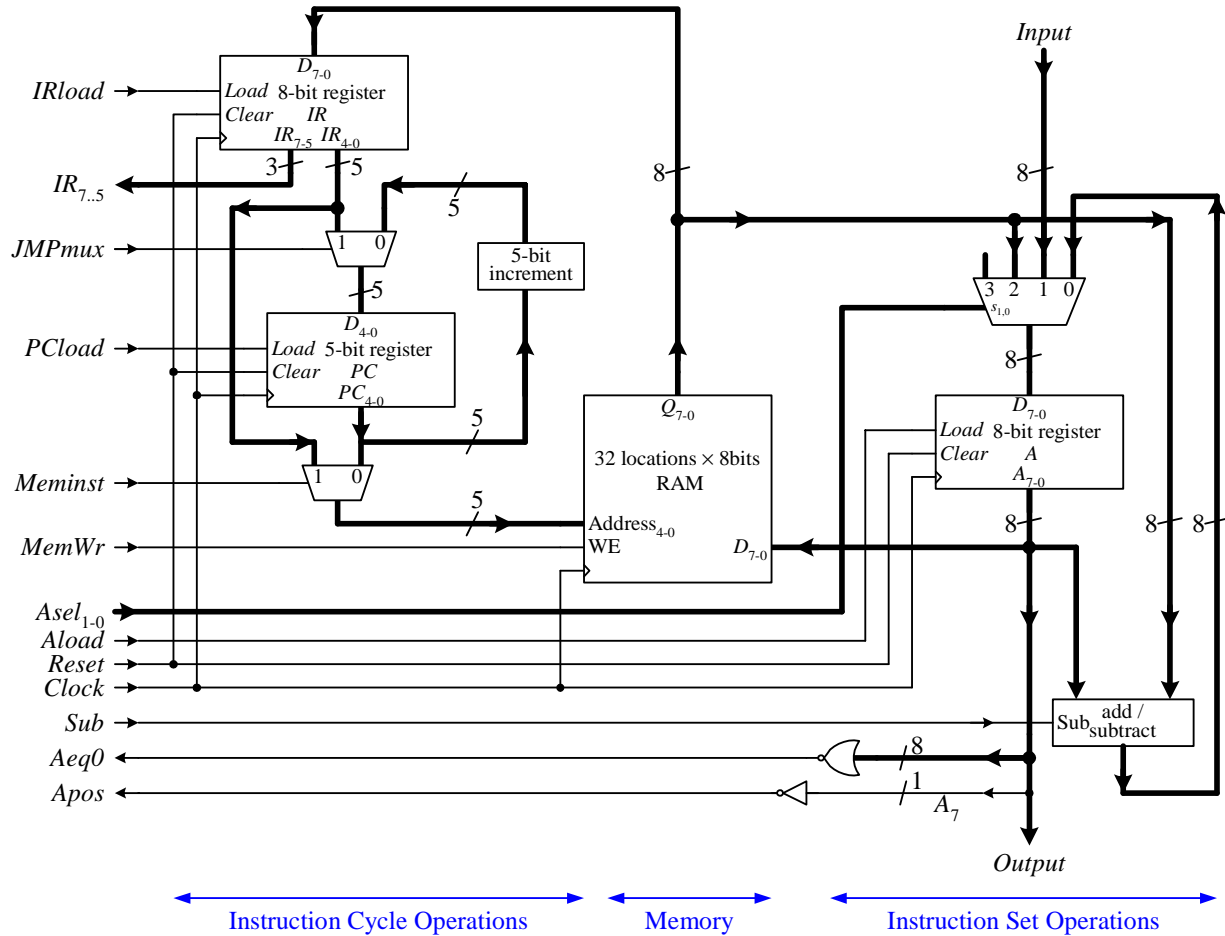 Input
D7-0
IRload
Load 8-bit register
Clear IR
IR7-5 IR4-0
3
5
8
8
IR7..5
5
JMPmux
1 0
5-bit
increment
3 2 1 0
s1,0
5
D4-0
PCload
Load 5-bit register
Clear PC
PC4-0
8
5
Q7-0
D7-0
Load 8-bit register
Clear A
A7-0
32 locations × 8bits
RAM
Meminst
1 0
5
8
8
8
Address4-0
MemWr
WE
D7-0
Asel1-0
Aload
Reset
Clock
Sub
Sub add /
subtract
Aeq0
8
Apos
1
A7
Output
Instruction Cycle Operations
Memory
Instruction Set Operations